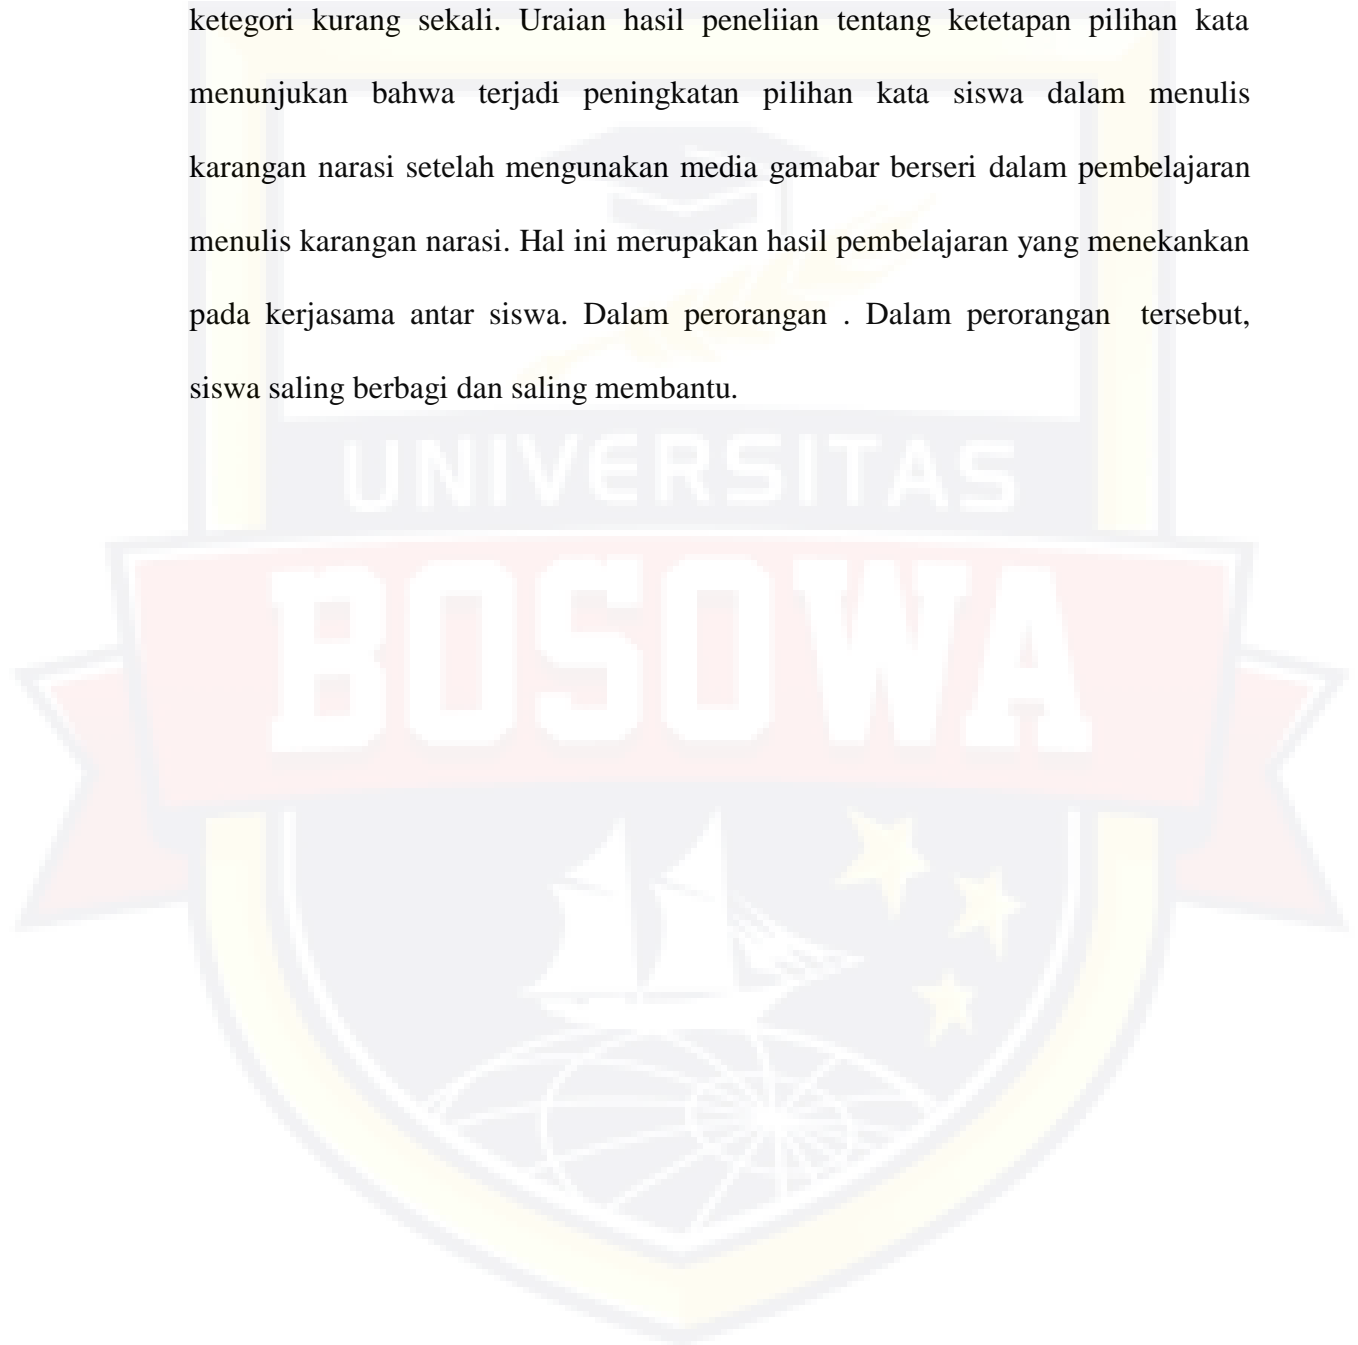 ketegori kurang sekali. Uraian hasil peneliian tentang ketetapan pilihan kata
menunjukan bahwa terjadi peningkatan pilihan kata siswa dalam menulis
karangan narasi setelah mengunakan media gamabar berseri dalam pembelajaran
menulis karangan narasi. Hal ini merupakan hasil pembelajaran yang menekankan
pada kerjasama antar siswa. Dalam perorangan . Dalam perorangan tersebut,
siswa saling berbagi dan saling membantu.
UNIVERSITAS
BOSOWA